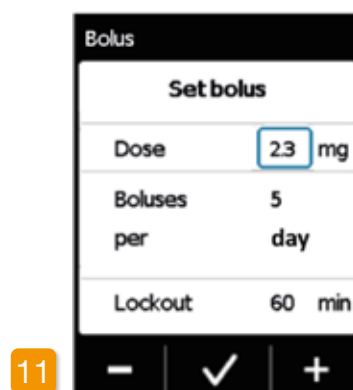 Bolus
Set bolus
Dose 2.3 mg
Boluses 5
per day
Lockout 60 min
11 - ✓ +